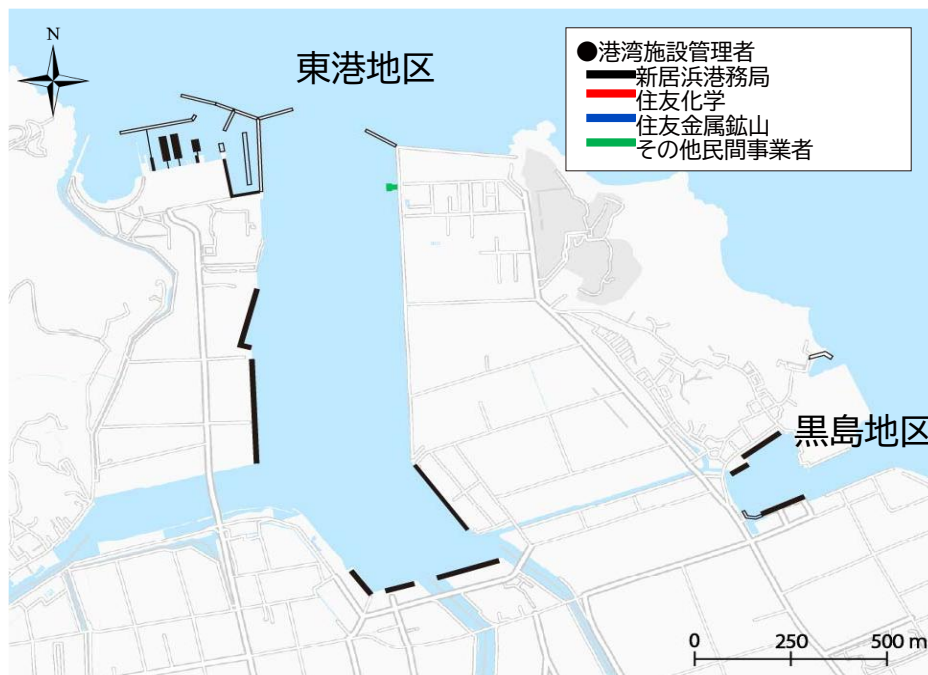 N
東港地区
●港湾施設管理者
新居浜港務局
住友化学
住友金属鉱山
その他民間事業者
黒島地区
0 250 500 m